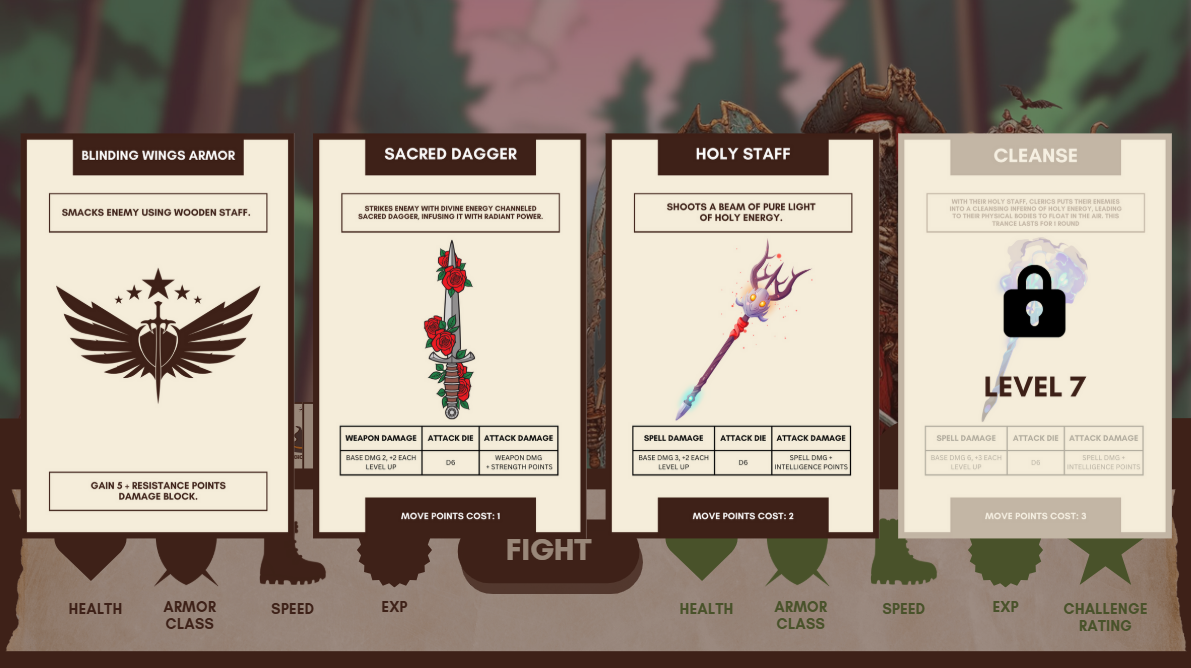 BLINDING WINGS ARMOR
SMACKS ENEMY USING WOODEN STAFF.
GAIN 5 + RESISTANCE POINTS
DAMAGE BLOCK.
SACRED DAGGER
STRIKES ENEMY WITH DIVINE ENERGY CHANNELED
SACRED DAGGER, INFUSING IT WITH RADIANT POWER.
WEAPON DAMAGE ATTACK DIE ATTACK DAMAGE
BASE DMG 2, +2 EACH
LEVEL UP
D6
WEAPON DMG
+ STRENGTH POINTS
MOVE POINTS COST: 1
HOLY STAFF
SHOOTS A BEAM OF PURE LIGHT
OF HOLY ENERGY.
SPELL DAMAGE ATTACK DIE ATTACK DAMAGE
BASE DMG 3, +2 EACH
LEVEL UP
D6
SPELL DMG +
INTELLIGENCE POINTS
MOVE POINTS COST: 2
CLEANSE
WITH THEIR HOLY STAFF, CLERICS PUTS THEIR ENEMIES
INTO A CLEANSING INFERNO OF HOLY ENERGY, LEADING
TO THEIR PHYSICAL BODIES TO FLOAT IN THE AIR. THIS
TRANCE LASTS FOR 1 ROUND
LEVEL 7
SPELL DAMAGE ATTACK DIE ATTACK DAMAGE
BASE DMG 6, +3 EACH
LEVEL UP
D6
SPELL DMG +
INTELLIGENCE POINTS
MOVE POINTS COST: 3
FIGHT
HEALTH
ARMOR
CLASS
SPEED
EXP
HEALTH
ARMOR
CLASS
SPEED
EXP
CHALLENGE
RATING